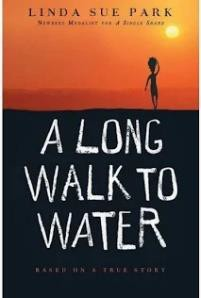 LINDA SUE PARK
NEWBERY MEDALIST FOR A SINGLE SHARD
A LONG
WALK TO
WATER
BASED ON A TRUE STORY